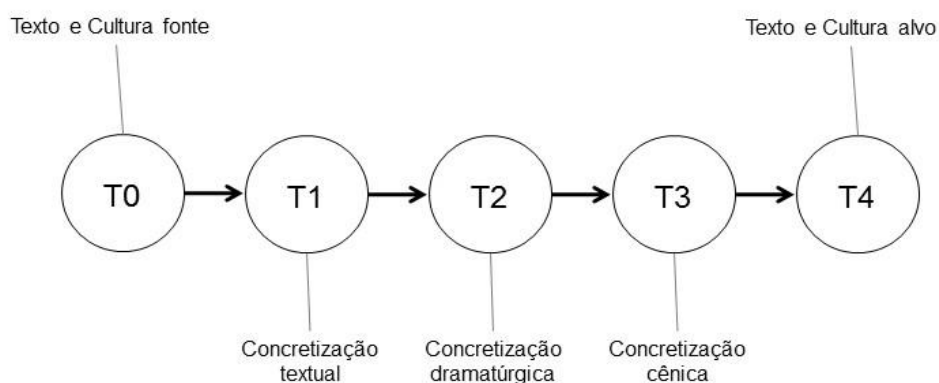 Texto e Cultura fonte
Texto e Cultura alvo
T0
T1
T2
T3
T4
Concretização
textual
Concretização
dramatúrgica
Concretização
cênica